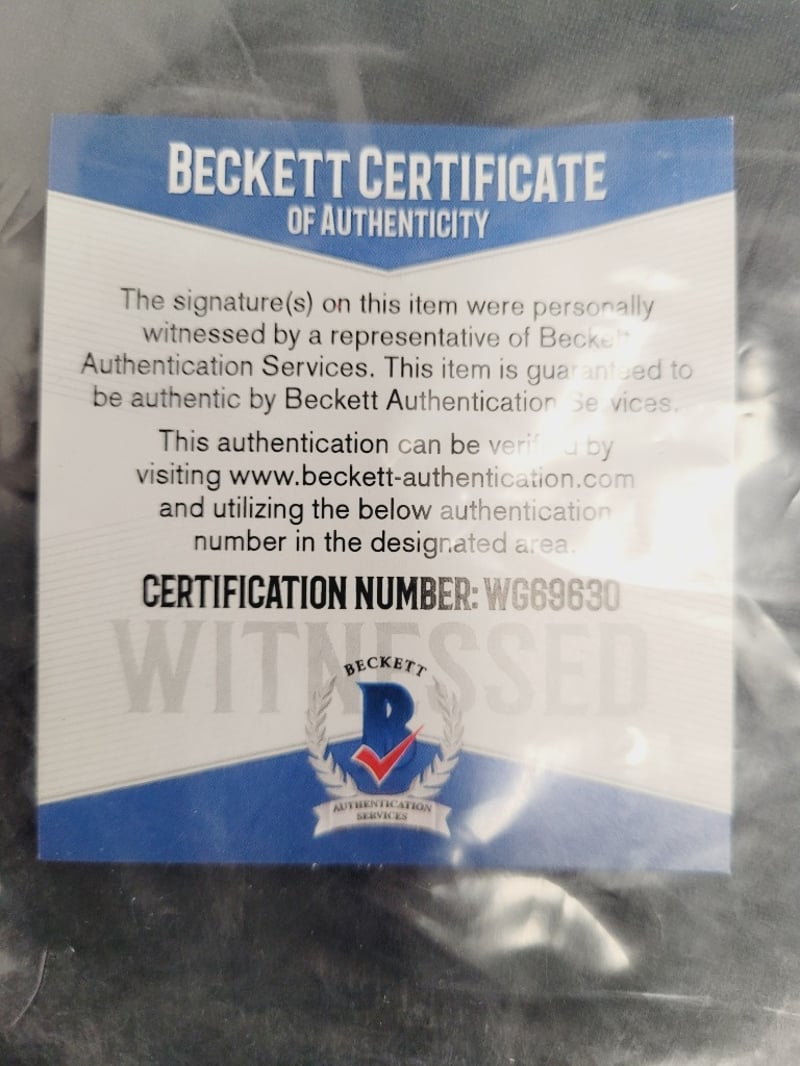 BECKETT CERTIFICATE
OF AUTHENTICITY
The signature(s) on this item were personally
witnessed by a representative of Beckett
Authentication Services. This item is guaranteed to
be authentic by Beckett Authentication Services.
This authentication can be verified by
visiting www.beckett-authentication.com
and utilizing the below authentication
number in the designated area.
CERTIFICATION NUMBER: WG69630
WITNESSED
BECKETT
B
AUTHENTICATION
SERVICES